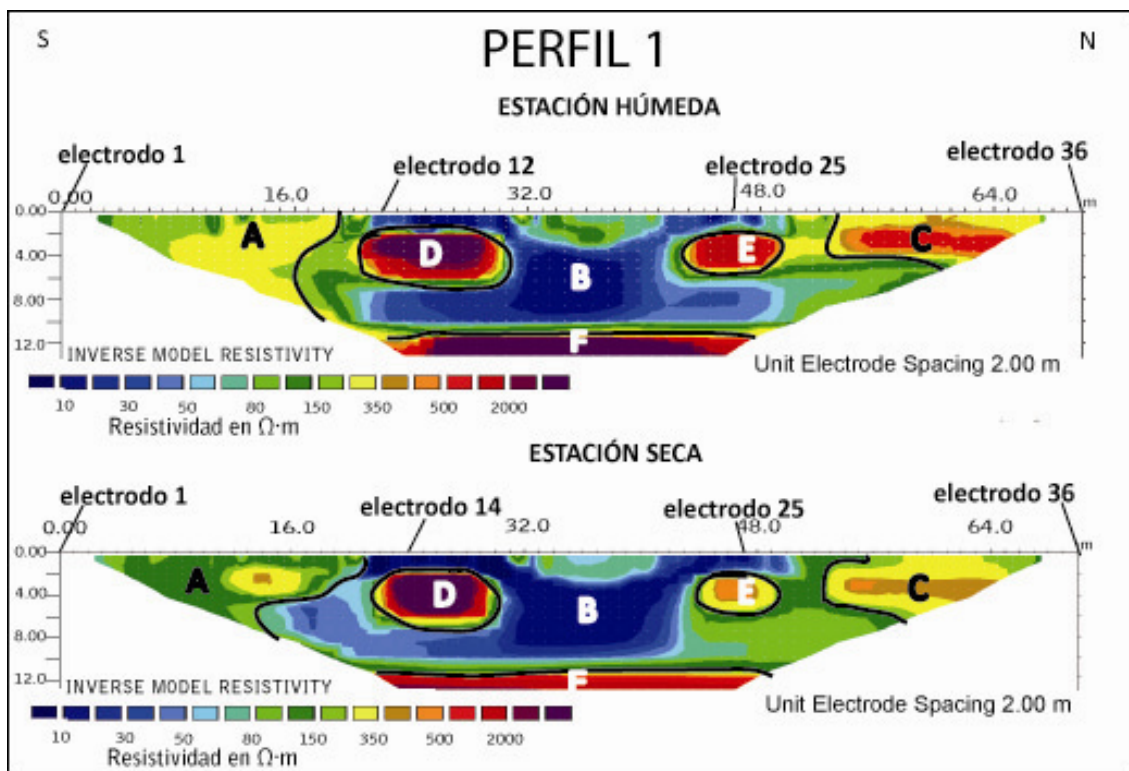 S
N
PERFIL 1
ESTACIÓN HÚMEDA
electrodo 1
electrodo 12
electrodo 25
electrodo 36
0.00 16.0 32.0 48.0 64.0 m
0.00
4.00
8.00
12.0
A
D
B
E
C
F
INVERSE MODEL RESISTIVITY
Unit Electrode Spacing 2.00 m
10 30 50 80 150 350 500 2000
Resistividad en Ω·m
ESTACIÓN SECA
electrodo 1
electrodo 14
electrodo 25
electrodo 36
0.00 16.0 32.0 48.0 64.0 m
0.00
4.00
8.00
12.0
A
D
B
E
C
F
INVERSE MODEL RESISTIVITY
Unit Electrode Spacing 2.00 m
10 30 50 80 150 350 500 2000
Resistividad en Ω·m